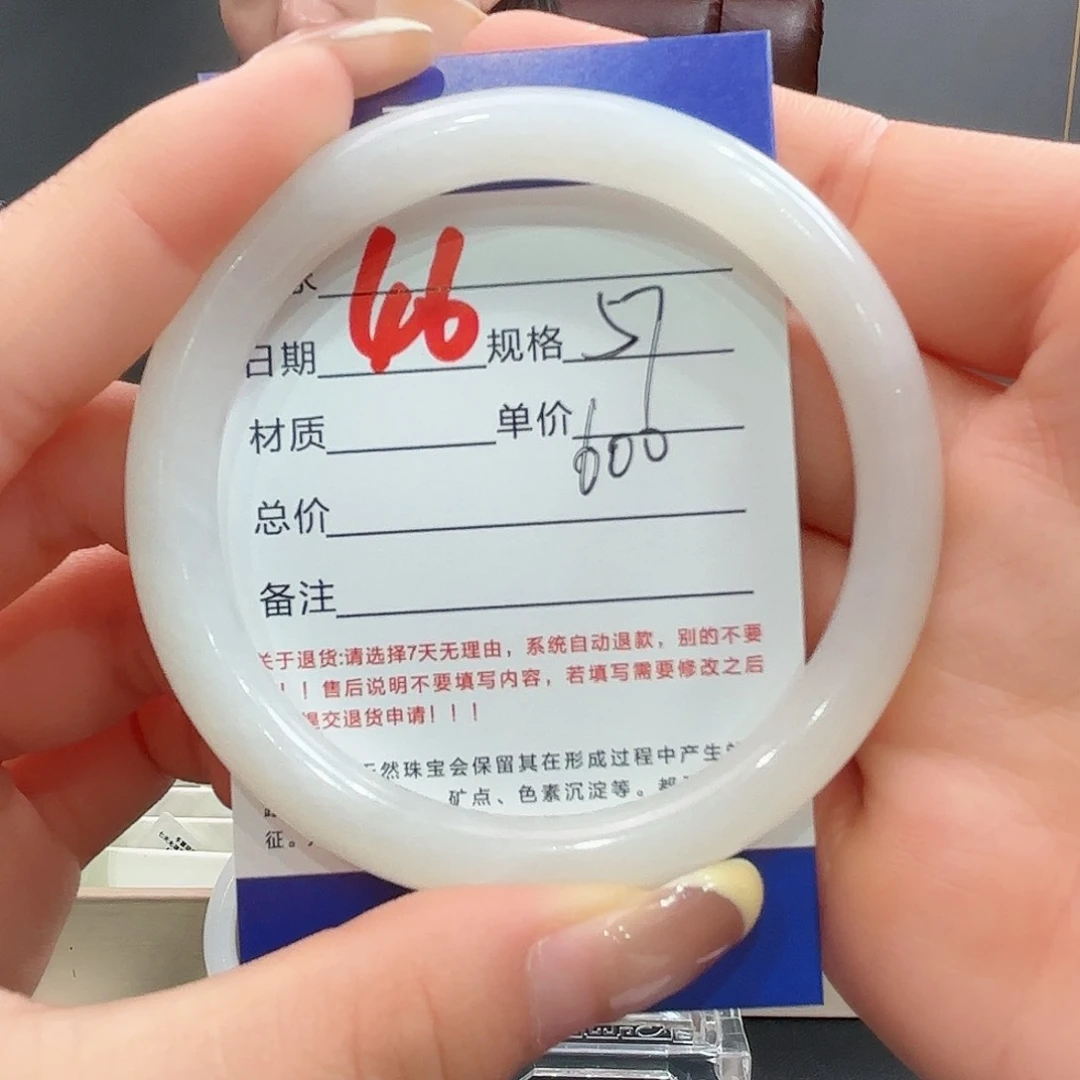 日期 46 规格 57
材质 单价 600
总价
备注
关于退货:请选择7天无理由，系统自动退款，别的不要
！！售后说明不要填写内容，若填写需要修改之后
提交退货申请！！！
天然珠宝会保留其在形成过程中产生的
矿点、色素沉淀等。都
征。